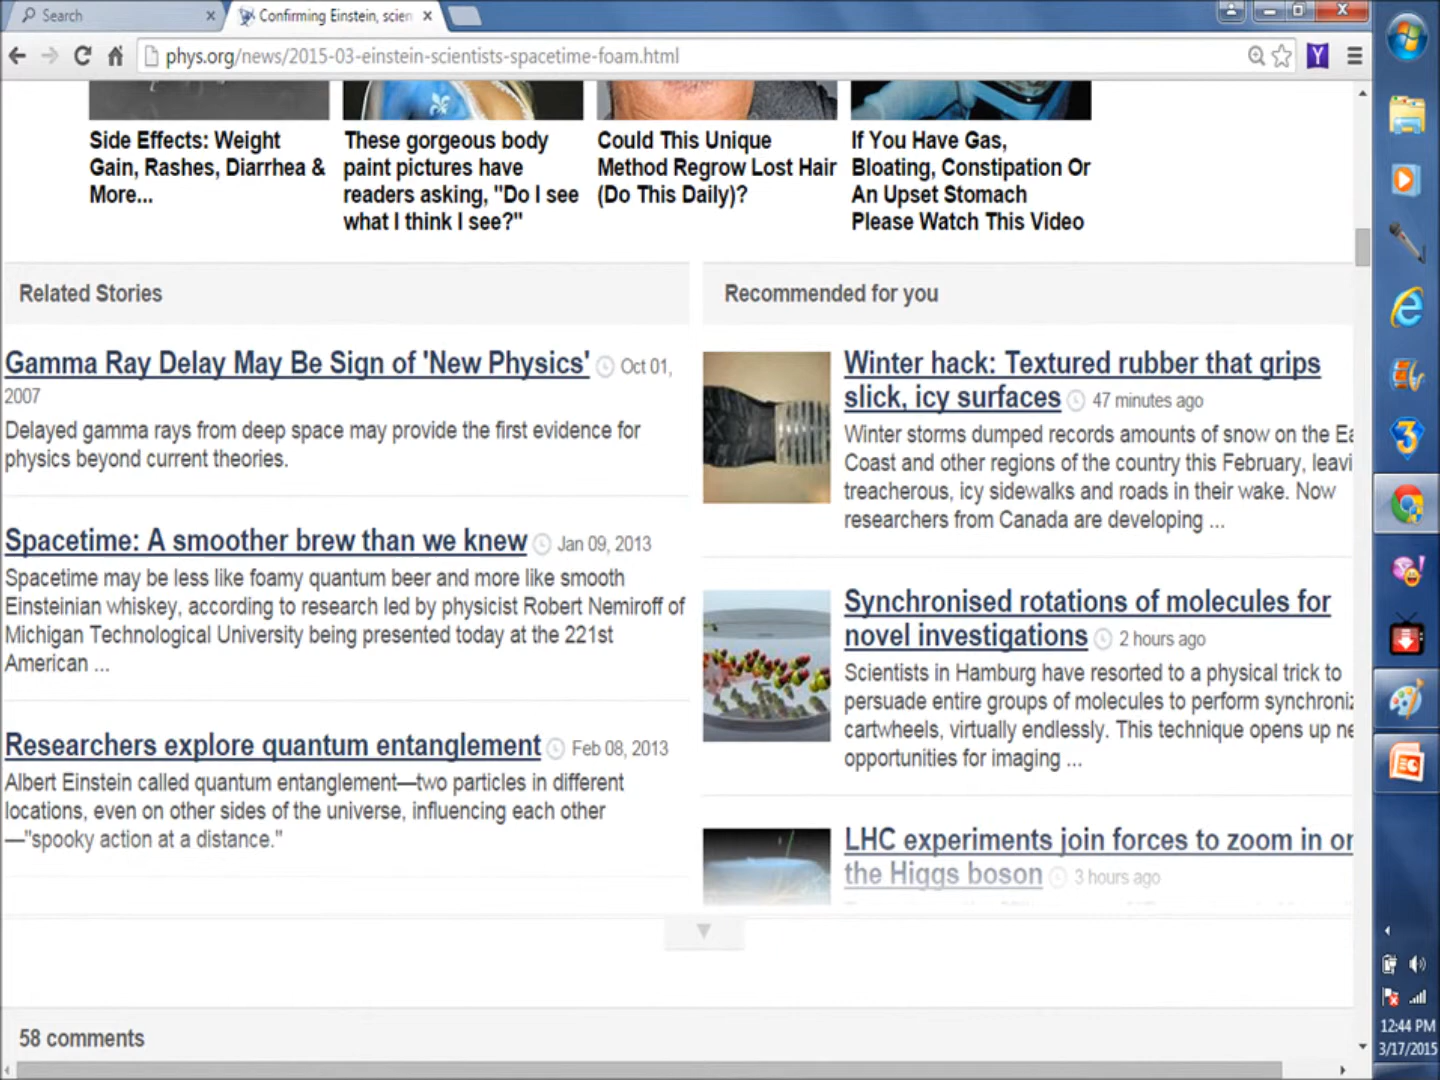 Search
Confirming Einstein, scien
phys.org/news/2015-03-einstein-scientists-spacetime-foam.html
Side Effects: Weight
Gain, Rashes, Diarrhea &
More...
These gorgeous body
paint pictures have
readers asking, "Do I see
what I think I see?"
Could This Unique
Method Regrow Lost Hair
(Do This Daily)?
If You Have Gas,
Bloating, Constipation Or
An Upset Stomach
Please Watch This Video
Related Stories
Gamma Ray Delay May Be Sign of 'New Physics' Oct 01,
2007
Delayed gamma rays from deep space may provide the first evidence for
physics beyond current theories.
Spacetime: A smoother brew than we knew Jan 09, 2013
Spacetime may be less like foamy quantum beer and more like smooth
Einsteinian whiskey, according to research led by physicist Robert Nemiroff of
Michigan Technological University being presented today at the 221st
American ...
Researchers explore quantum entanglement Feb 08, 2013
Albert Einstein called quantum entanglement—two particles in different
locations, even on other sides of the universe, influencing each other
—"spooky action at a distance."
Recommended for you
Winter hack: Textured rubber that grips
slick, icy surfaces 47 minutes ago
Winter storms dumped records amounts of snow on the Ea
Coast and other regions of the country this February, leavi
treacherous, icy sidewalks and roads in their wake. Now
researchers from Canada are developing ...
Synchronised rotations of molecules for
novel investigations 2 hours ago
Scientists in Hamburg have resorted to a physical trick to
persuade entire groups of molecules to perform synchroniz
cartwheels, virtually endlessly. This technique opens up ne
opportunities for imaging ...
LHC experiments join forces to zoom in on
the Higgs boson 3 hours ago
58 comments
12:44 PM
3/17/2015